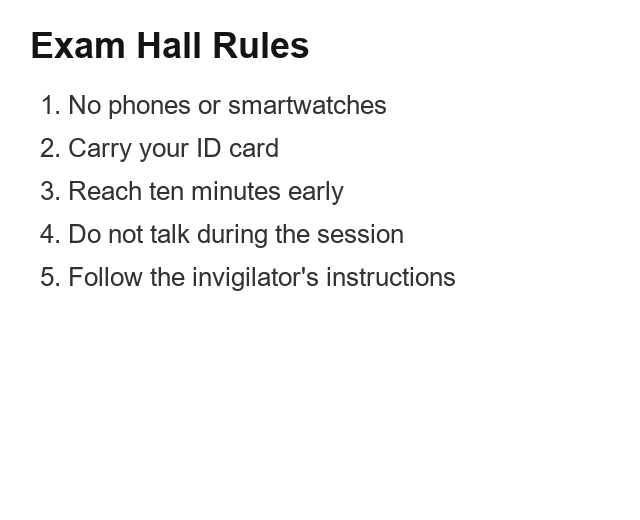 Exam Hall Rules
1. No phones or smartwatches
2. Carry your ID card
3. Reach ten minutes early
4. Do not talk during the session
5. Follow the invigilator's instructions